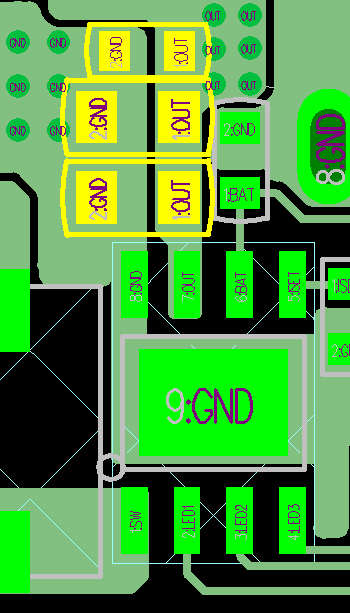 OUT OUT
GND GND OUT OUT
GND GND OUT OUT
GND GND
2:GND 1:OUT
2:GND 1:OUT
2:GND 1:OUT
2:GND
1:BAT
8:GND
8:GND 7:OUT 6:BAT 5:ISET
9:GND
1:SW 2:LED1 3:LED2 4:LED3